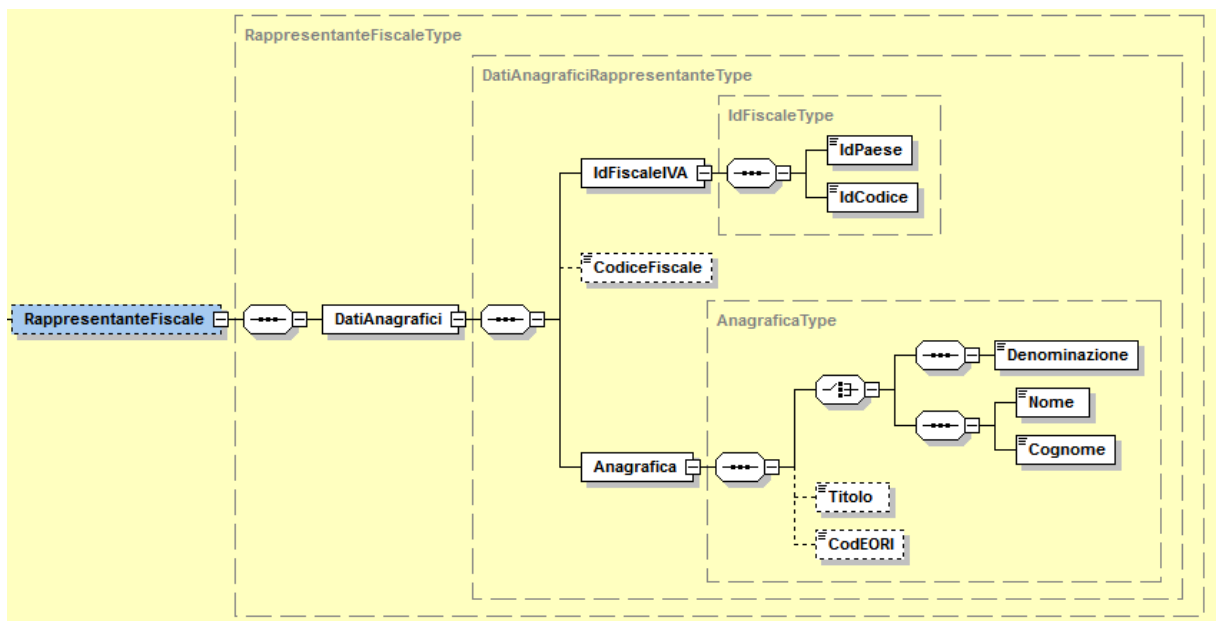 RappresentanteFiscaleType
DatiAnagraficiRappresentanteType
IdFiscaleType
IdPaese
IdFiscaleIVA
IdCodice
CodiceFiscale
AnagraficaType
RappresentanteFiscale
DatiAnagrafici
Denominazione
Nome
Cognome
Anagrafica
Titolo
CodEORI